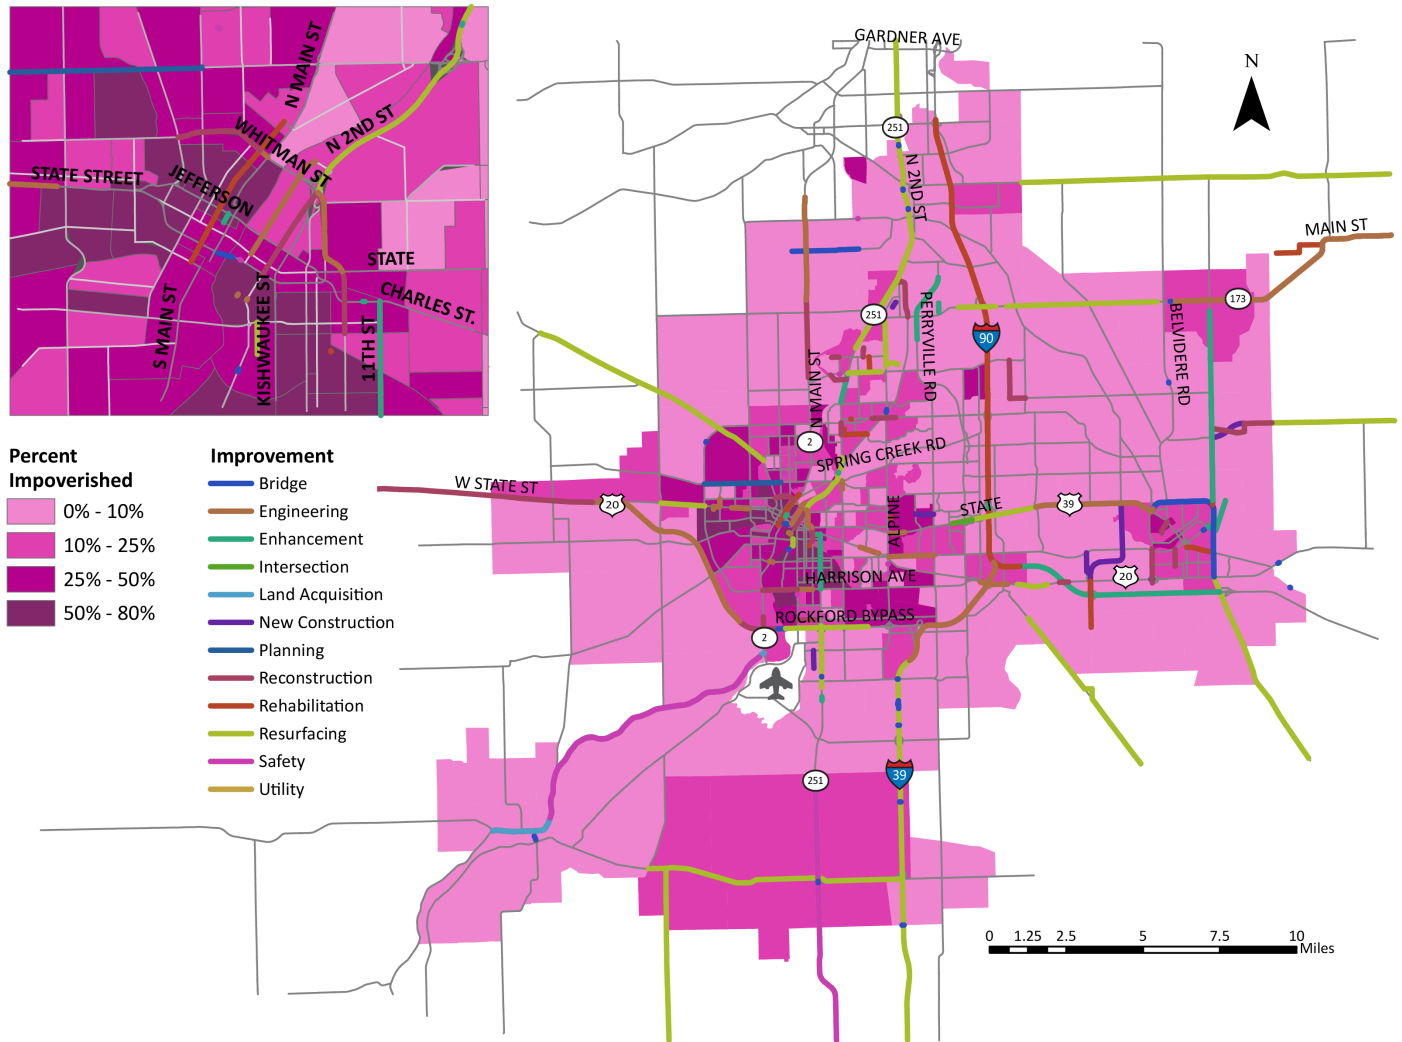 N MAIN ST
N 2ND ST
WHITMAN ST
STATE STREET
JEFFERSON
STATE
CHARLES ST.
S MAIN ST
KISHWAUKEE ST
11TH ST
Percent
Impoverished
0% - 10%
10% - 25%
25% - 50%
50% - 80%
Improvement
Bridge
Engineering
Enhancement
Intersection
Land Acquisition
New Construction
Planning
Reconstruction
Rehabilitation
Resurfacing
Safety
Utility
GARDNER AVE
N
251
N 2ND ST
MAIN ST
173
251
PERRYVILLE RD
90
BELVIDERE RD
N MAIN ST
2
SPRING CREEK RD
W STATE ST
20
ALPINE
STATE
39
HARRISON AVE
20
ROCKFORD BYPASS
2
251
39
0 1.25 2.5 5 7.5 10
Miles